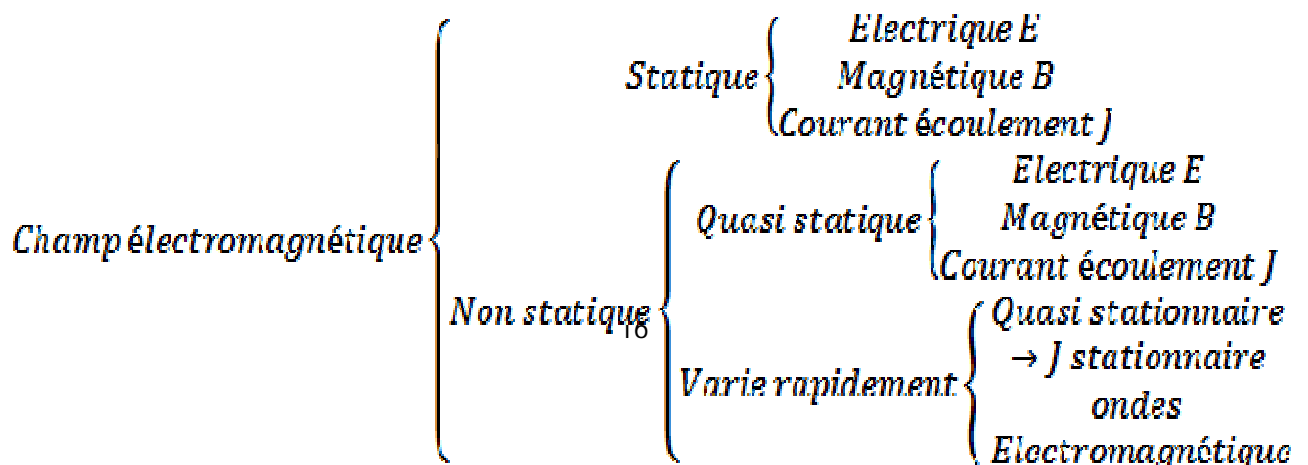 Electrique E
Statique Magnétique B
Courant écoulement J
Electrique E
Quasi statique Magnétique B
Courant écoulement J
Champ électromagnétique
Non statique
16
Quasi stationnaire
→ J stationnaire
Varie rapidement
ondes
Electromagnétique